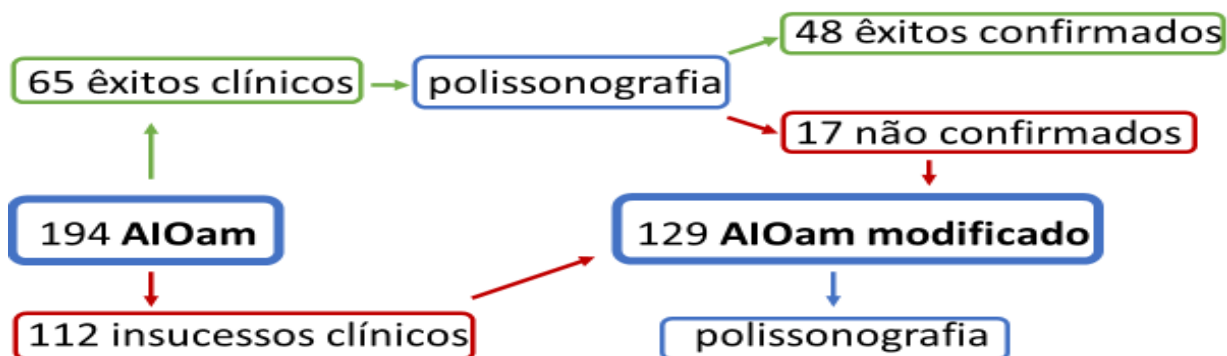 48 êxitos confirmados
65 êxitos clínicos
polissonografia
17 não confirmados
194 AIOam
129 AIOam modificado
112 insucessos clínicos
polissonografia